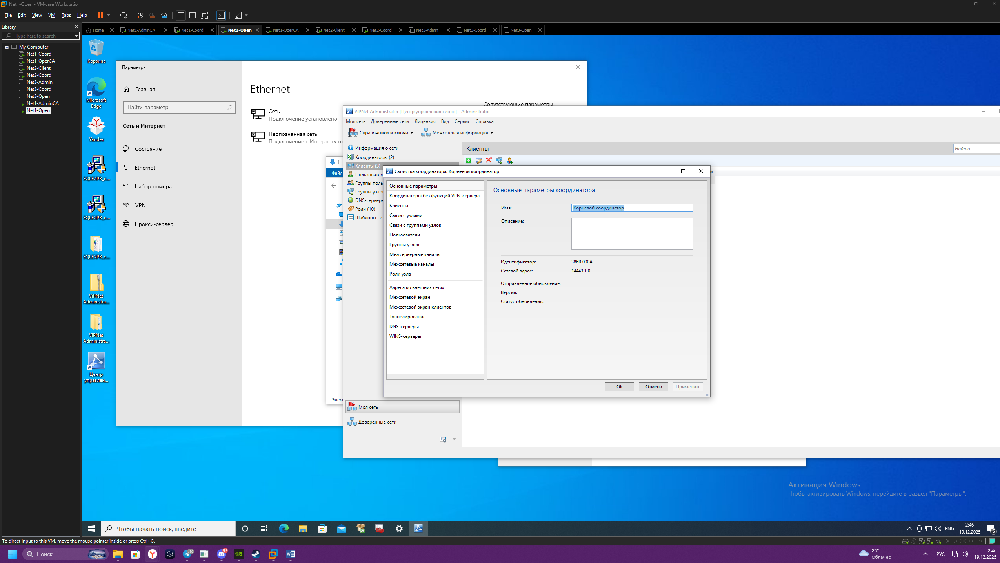 Net1-Open - VMware Workstation
File Edit View VM Tabs Help
Library
Type here to search
My Computer
Net1-Coord
Net1-OperCA
Net2-Client
Net2-Coord
Net3-Admin
Net3-Coord
Net3-Open
Net1-AdminCA
Net1-Open
Home Net1-AdminCA Net1-Coord Net1-Open Net1-OperCA Net2-Client Net2-Coord Net3-Admin Net3-Coord Net3-Open
Корзина
Microsoft
Edge
Yandex
SQLEXPR_x...
SQLEXPR_x...
SQLEXPR_x...
ViPNet
Administra...
ViPNet
Administra...
Центр
управлен...
Параметры
Главная
Найти параметр
Сеть и Интернет
Состояние
Ethernet
Набор номера
VPN
Прокси-сервер
Ethernet
Сеть
Подключение установлено
Неопознанная сеть
Подключение к Интернету от
Сопутствующие параметры
Файл
Элем
ViPNet Administrator [Центр управления сетью] - Administrator
Моя сеть Доверенные сети Лицензия Вид Сервис Справка
Справочники и ключи Межсетевая информация
Информация о сети
Координаторы (2)
Клиенты (3)
Пользовател
Группы поль
Группы узло
DNS-серверы
Роли (10)
Шаблоны сет
Моя сеть
Доверенные сети
Клиенты
Найти
и
Свойства координатора: Корневой координатор
Основные параметры
Координаторы без функций VPN-сервера
Клиенты
Связи с узлами
Связи с группами узлов
Пользователи
Группы узлов
Межсерверные каналы
Межсетевые каналы
Роли узла
Адреса во внешних сетях
Межсетевой экран
Межсетевой экран клиентов
Туннелирование
DNS-серверы
WINS-серверы
Основные параметры координатора
Имя: Корневой координатор
Описание:
Идентификатор: 386B 000A
Сетевой адрес: 14443.1.0
Отправленное обновление:
Версия:
Статус обновления:
OK Отмена Применить
Активация Windows
Чтобы активировать Windows, перейдите в раздел "Параметры".
Чтобы начать поиск, введите
ENG
2:46
19.12.2025
6
To direct input to this VM, move the mouse pointer inside or press Ctrl+G.
Поиск
59
9+
2°C
Облачно
РУС
2:46
19.12.2025